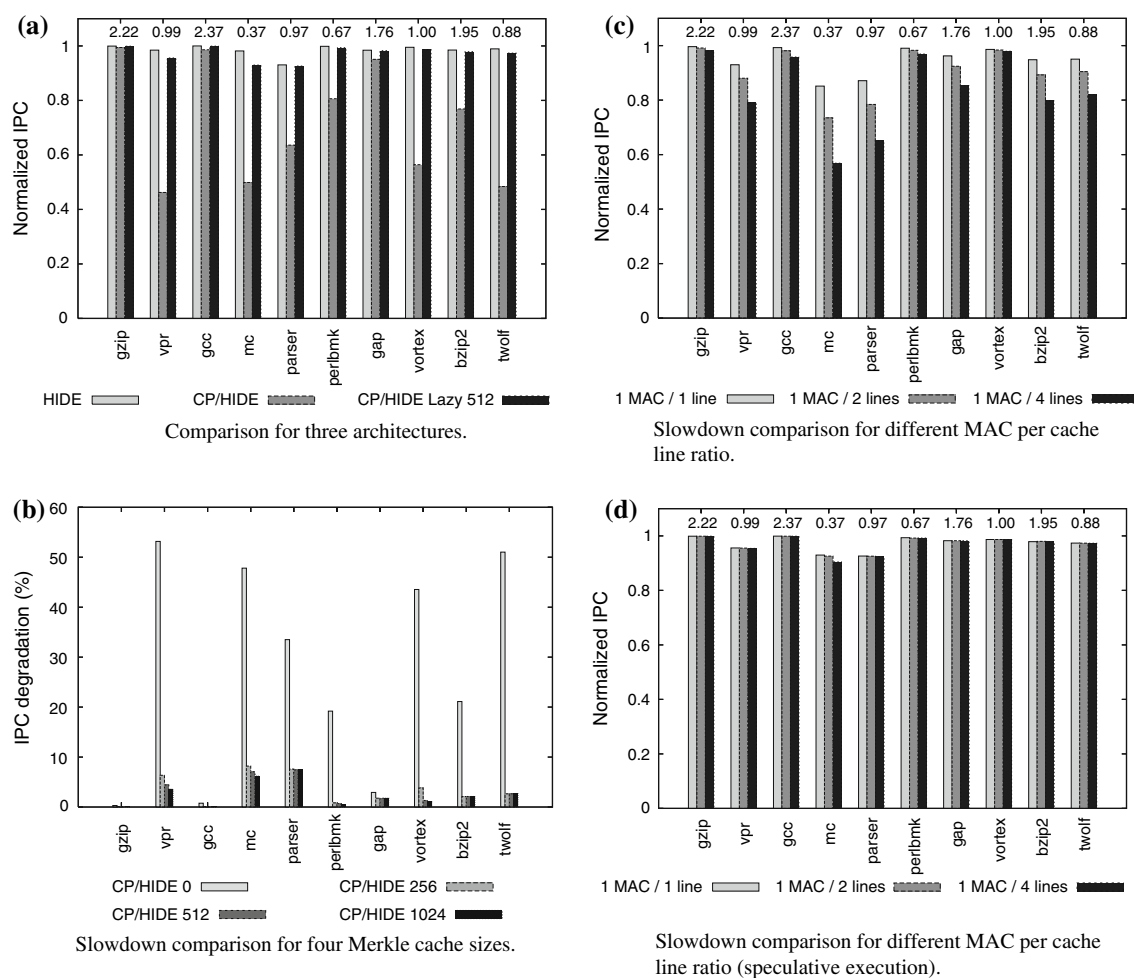 (a)
2.22 0.99 2.37 0.37 0.97 0.67 1.76 1.00 1.95 0.88
1
0.8
0.6
0.4
0.2
0
Normalized IPC
gzip vpr gcc mc parser perlbmk gap vortex bzip2 twolf
HIDE CP/HIDE CP/HIDE Lazy 512
Comparison for three architectures.
(c)
2.22 0.99 2.37 0.37 0.97 0.67 1.76 1.00 1.95 0.88
1
0.8
0.6
0.4
0.2
0
Normalized IPC
gzip vpr gcc mc parser perlbmk gap vortex bzip2 twolf
1 MAC / 1 line 1 MAC / 2 lines 1 MAC / 4 lines
Slowdown comparison for different MAC per cache
line ratio.
(b)
60
50
40
30
20
10
0
IPC degradation (%)
gzip vpr gcc mc parser perlbmk gap vortex bzip2 twolf
CP/HIDE 0 CP/HIDE 256
CP/HIDE 512 CP/HIDE 1024
Slowdown comparison for four Merkle cache sizes.
(d)
2.22 0.99 2.37 0.37 0.97 0.67 1.76 1.00 1.95 0.88
1
0.8
0.6
0.4
0.2
0
Normalized IPC
gzip vpr gcc mc parser perlbmk gap vortex bzip2 twolf
1 MAC / 1 line 1 MAC / 2 lines 1 MAC / 4 lines
Slowdown comparison for different MAC per cache
line ratio (speculative execution).